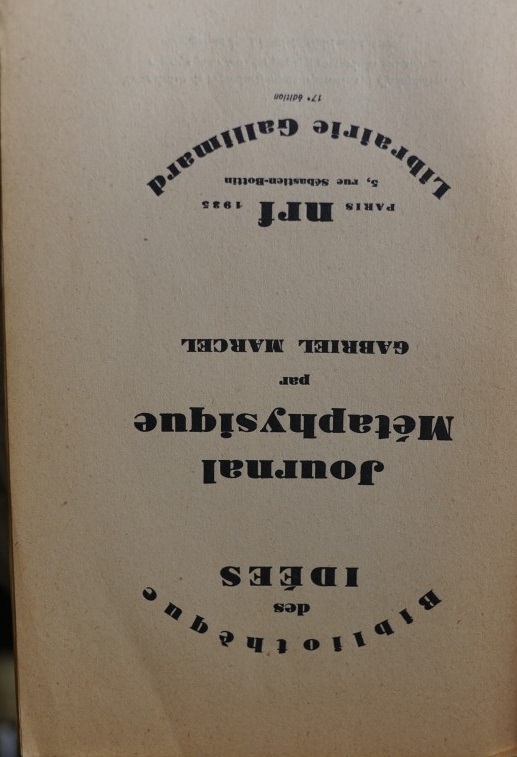 Bibliothèque
des
IDÉES
Journal
Métaphysique
par
GABRIEL MARCEL
PARIS nrf 1935
5, rue Sébastien-Bottin
Librairie Gallimard
17e édition